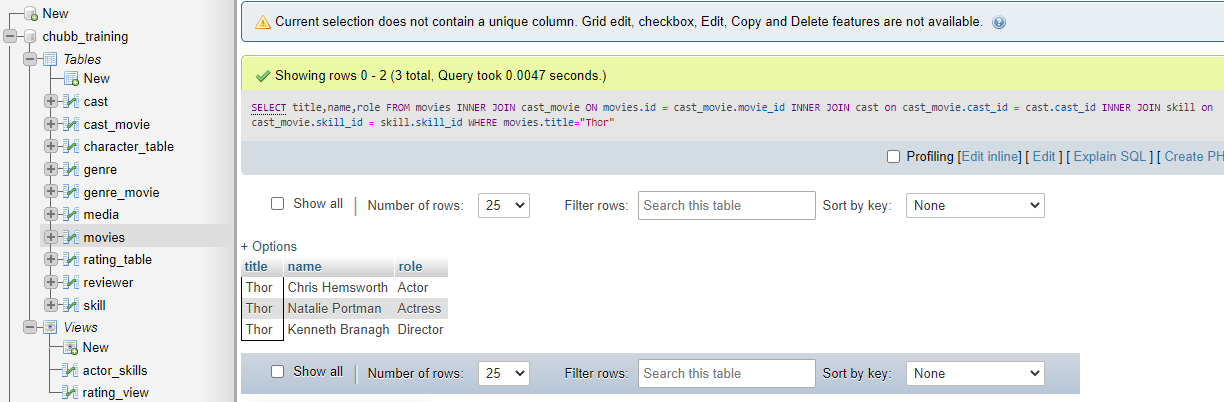 New
chubb_training
Tables
New
cast
cast_movie
character_table
genre
genre_movie
media
movies
rating_table
reviewer
skill
Views
New
actor_skills
rating_view
Current selection does not contain a unique column. Grid edit, checkbox, Edit, Copy and Delete features are not available.
Showing rows 0 - 2 (3 total, Query took 0.0047 seconds.)
SELECT title,name,role FROM movies INNER JOIN cast_movie ON movies.id = cast_movie.movie_id INNER JOIN cast on cast_movie.cast_id = cast.cast_id INNER JOIN skill on
cast_movie.skill_id = skill.skill_id WHERE movies.title="Thor"
Profiling [Edit inline] [ Edit ] [ Explain SQL ] [ Create PH
Show all Number of rows: 25 Filter rows: Search this table Sort by key: None
+ Options
title name role
Thor Chris Hemsworth Actor
Thor Natalie Portman Actress
Thor Kenneth Branagh Director
Show all Number of rows: 25 Filter rows: Search this table Sort by key: None